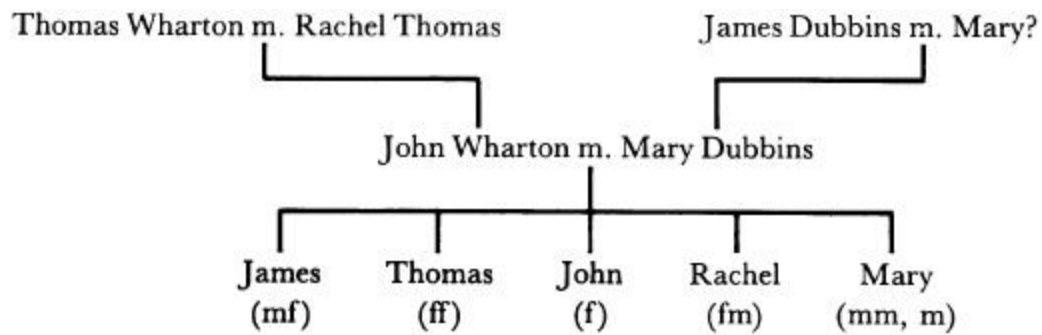 Thomas Wharton m. Rachel Thomas James Dubbins m. Mary?
John Wharton m. Mary Dubbins
James Thomas John Rachel Mary
(mf) (ff) (f) (fm) (mm, m)